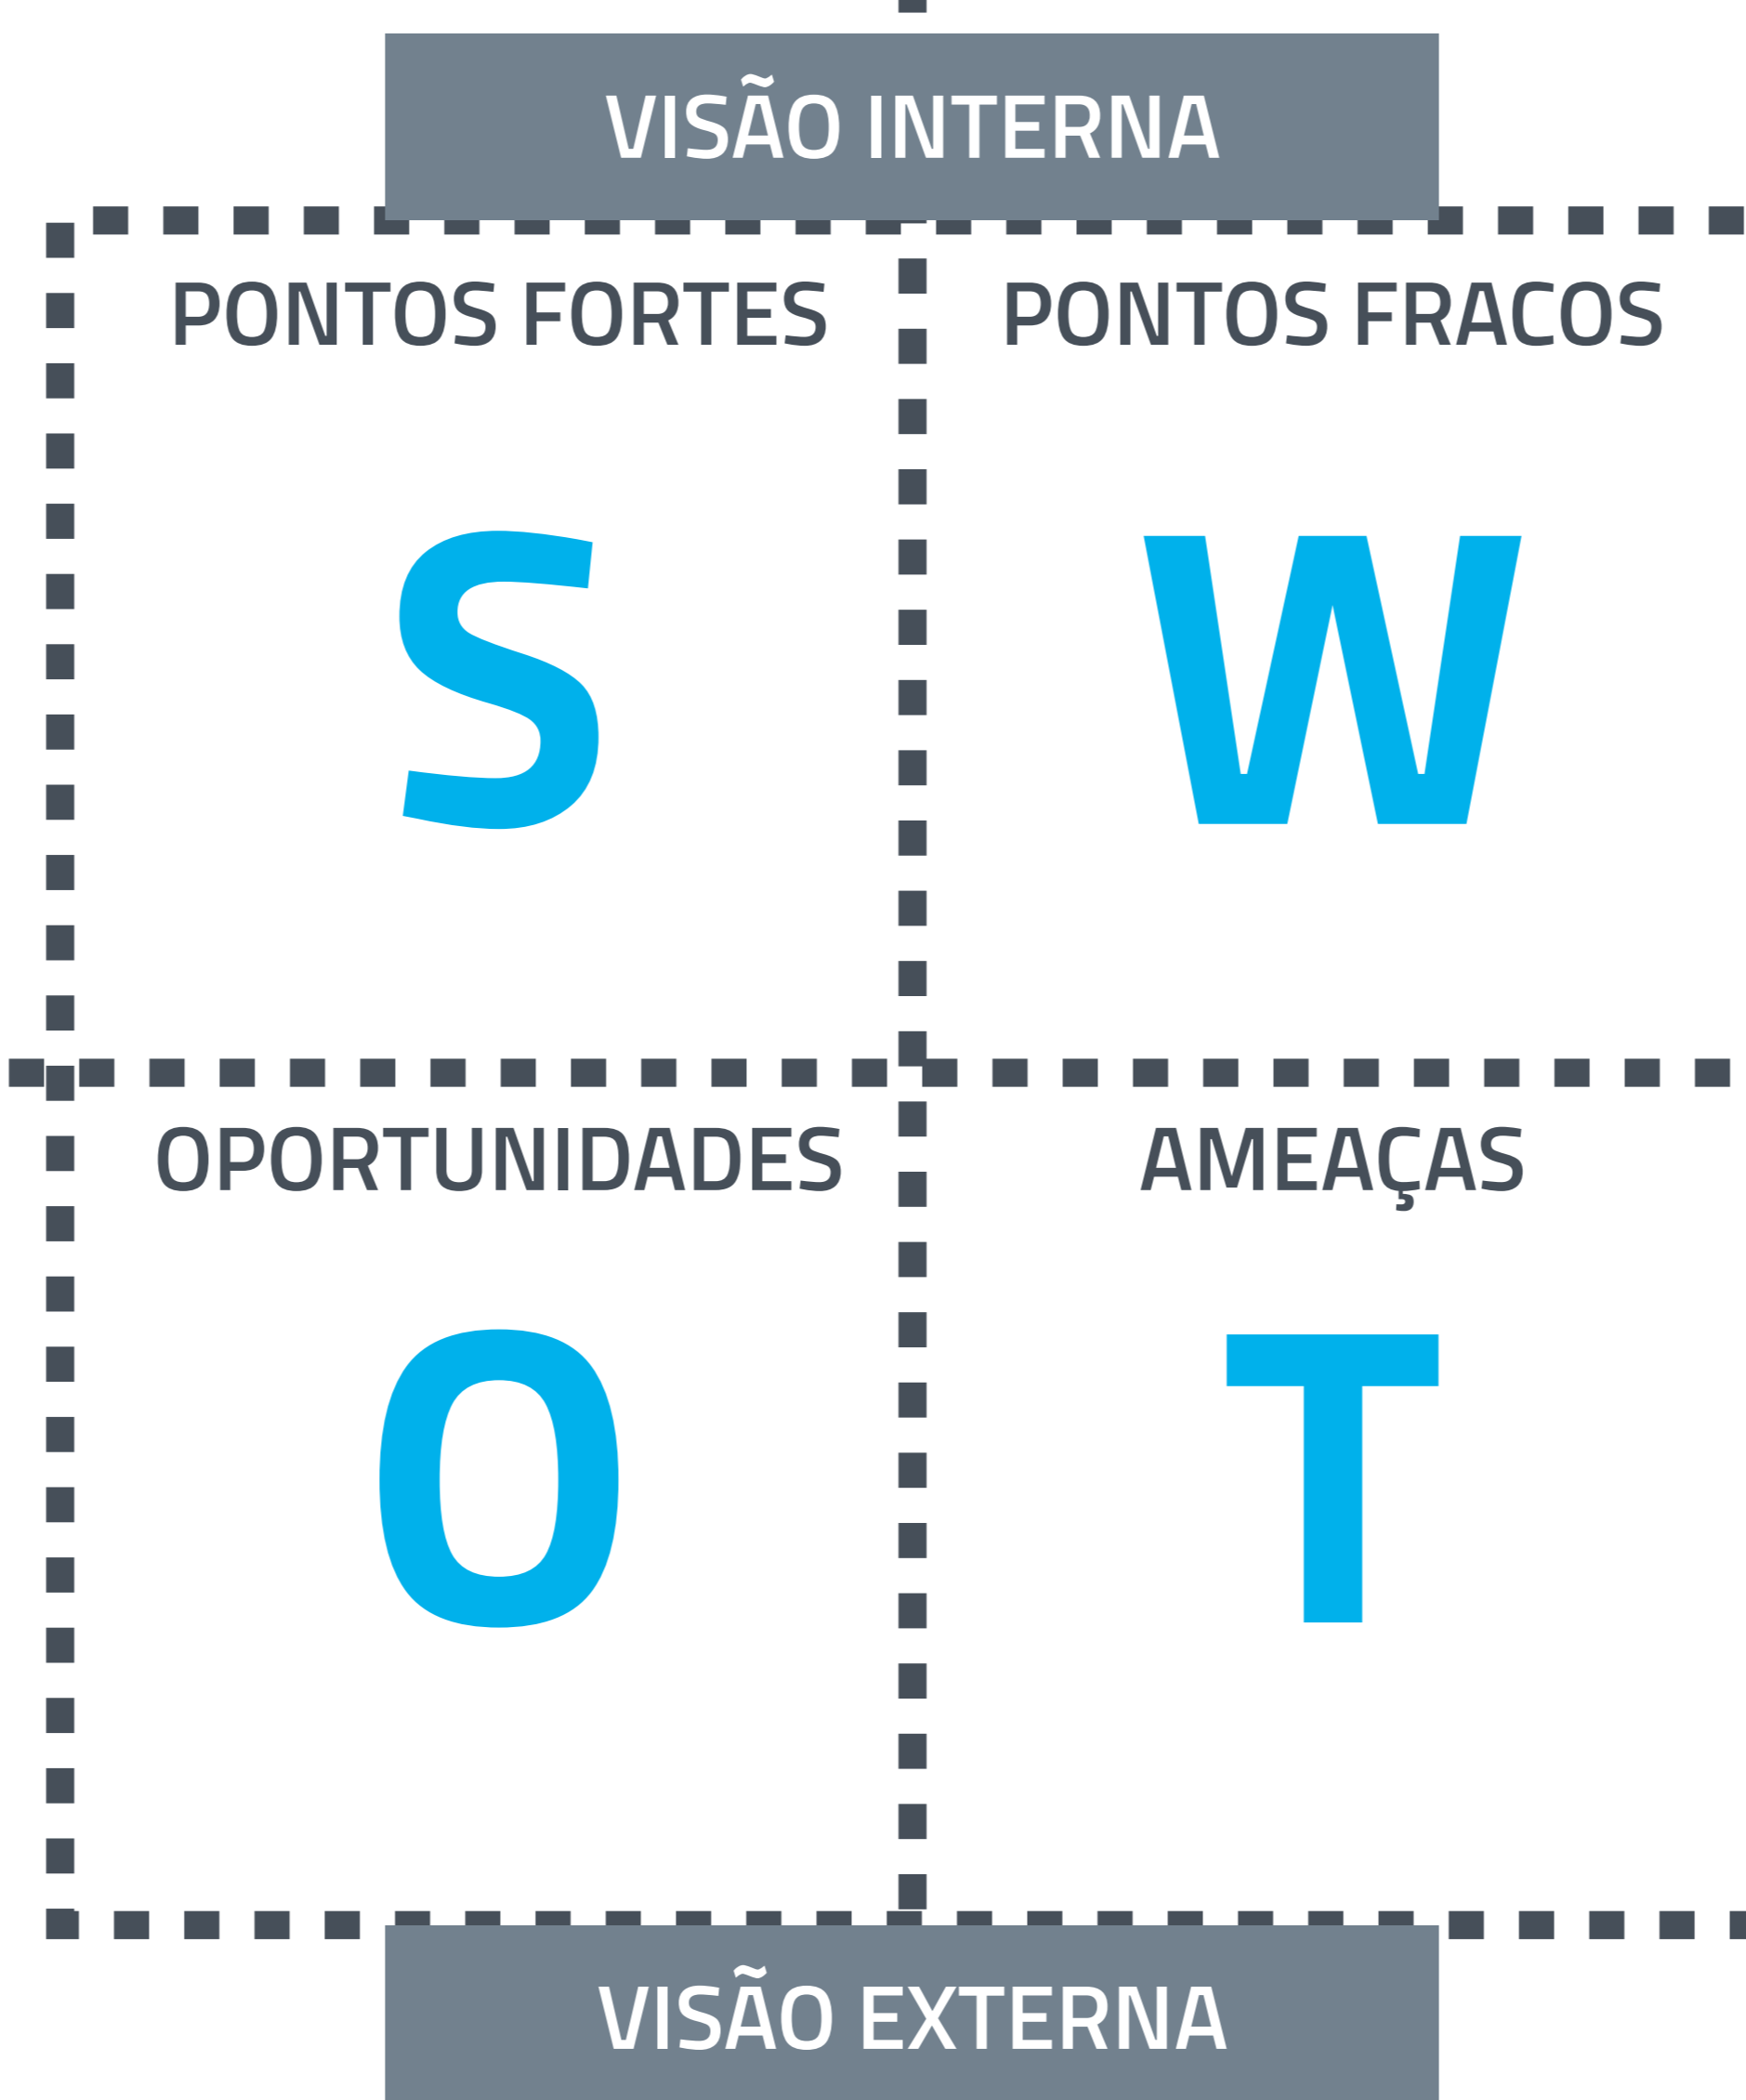 VISÃO INTERNA
PONTOS FORTES
PONTOS FRACOS
S
W
OPORTUNIDADES
AMEAÇAS
O
T
VISÃO EXTERNA